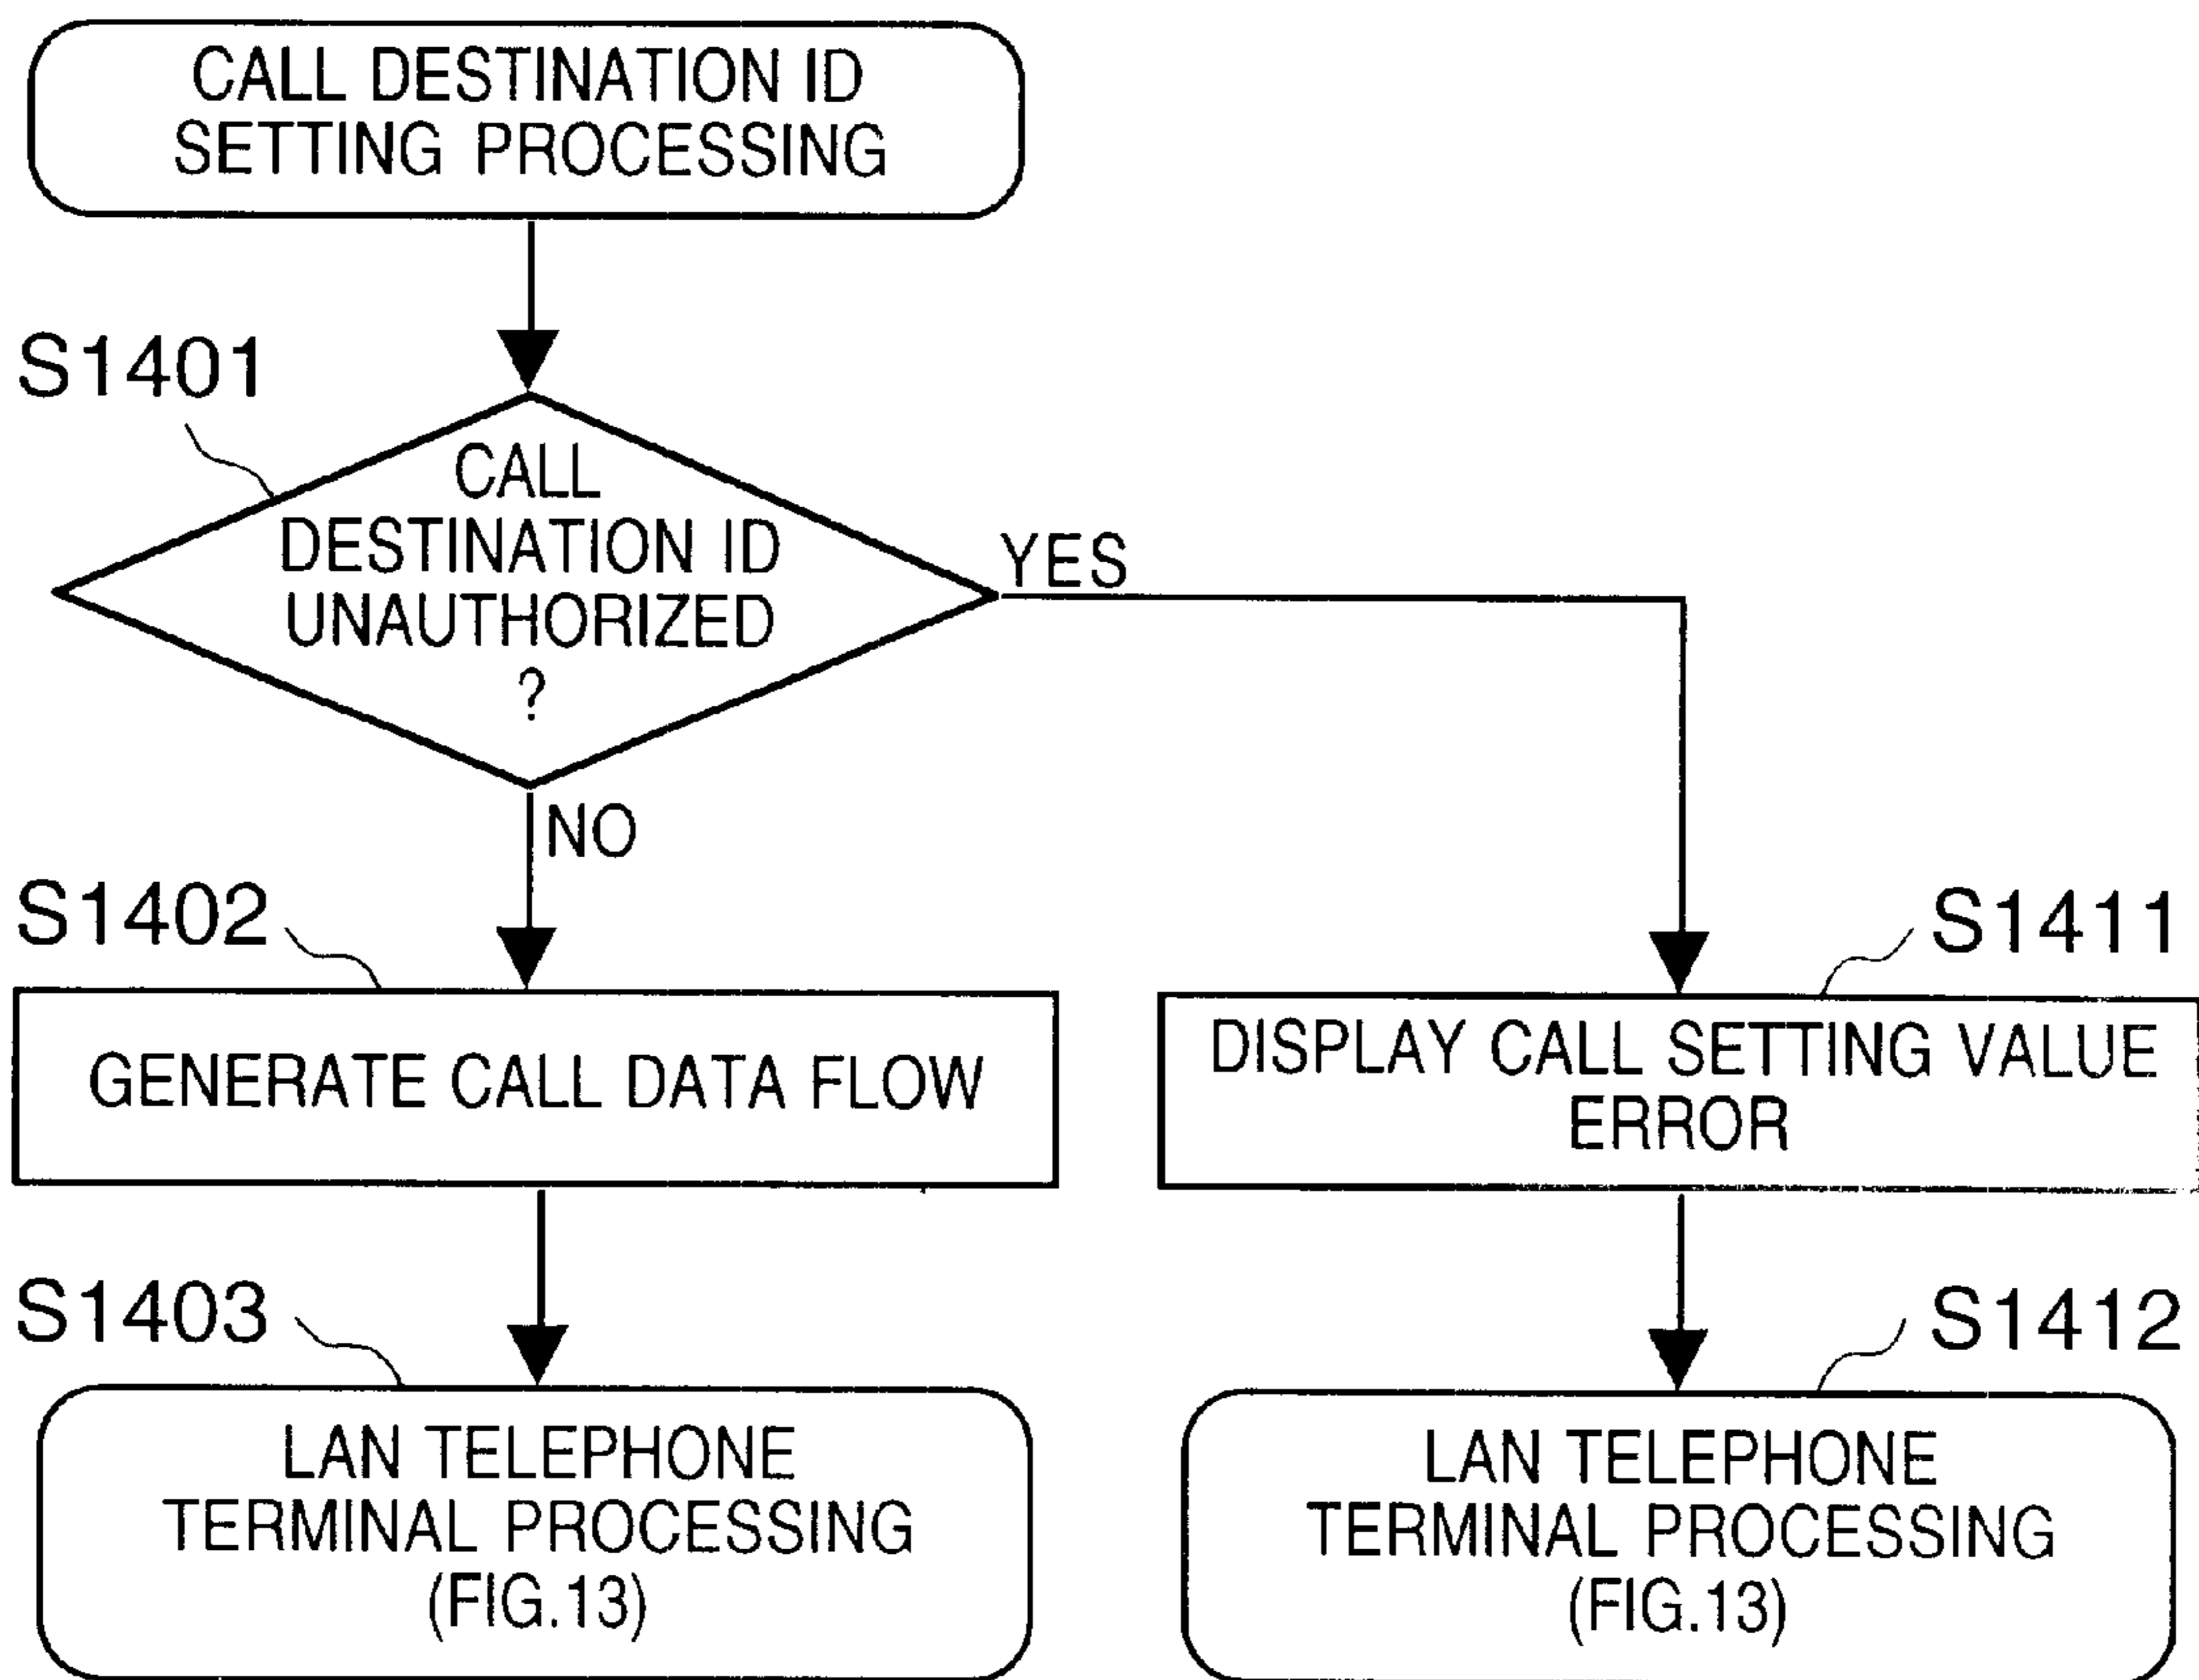 CALL DESTINATION ID
SETTING PROCESSING
S1401
CALL
DESTINATION ID
UNAUTHORIZED
?
YES
NO
S1402
GENERATE CALL DATA FLOW
S1411
DISPLAY CALL SETTING VALUE
ERROR
S1403
LAN TELEPHONE
TERMINAL PROCESSING
(FIG.13)
S1412
LAN TELEPHONE
TERMINAL PROCESSING
(FIG.13)